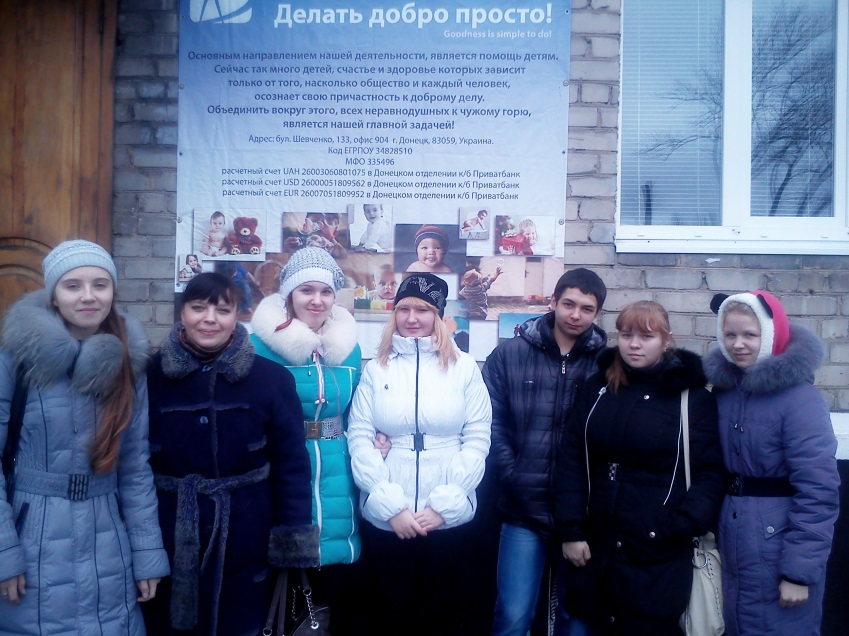 Делать добро просто!
Goodness is simple to do!
Основным направлением нашей деятельности, является помощь детям.
Сейчас так много детей, счастье и здоровье которых зависит
только от того, насколько общество и каждый человек,
осознает свою причастность к доброму делу.
Объединить вокруг этого, всех неравнодушных к чужому горю,
является нашей главной задачей!
Адрес: бул. Шевченко, 133, офис 904 г. Донецк, 83059, Украина.
Код ЕГРПОУ 34828510
МФО 335496
расчетный счет UAH 26003060801075 в Донецком отделении к/б Приватбанк
расчетный счет USD 26000051809562 в Донецком отделении к/б Приватбанк
расчетный счет EUR 26007051809952 в Донецком отделении к/б Приватбанк